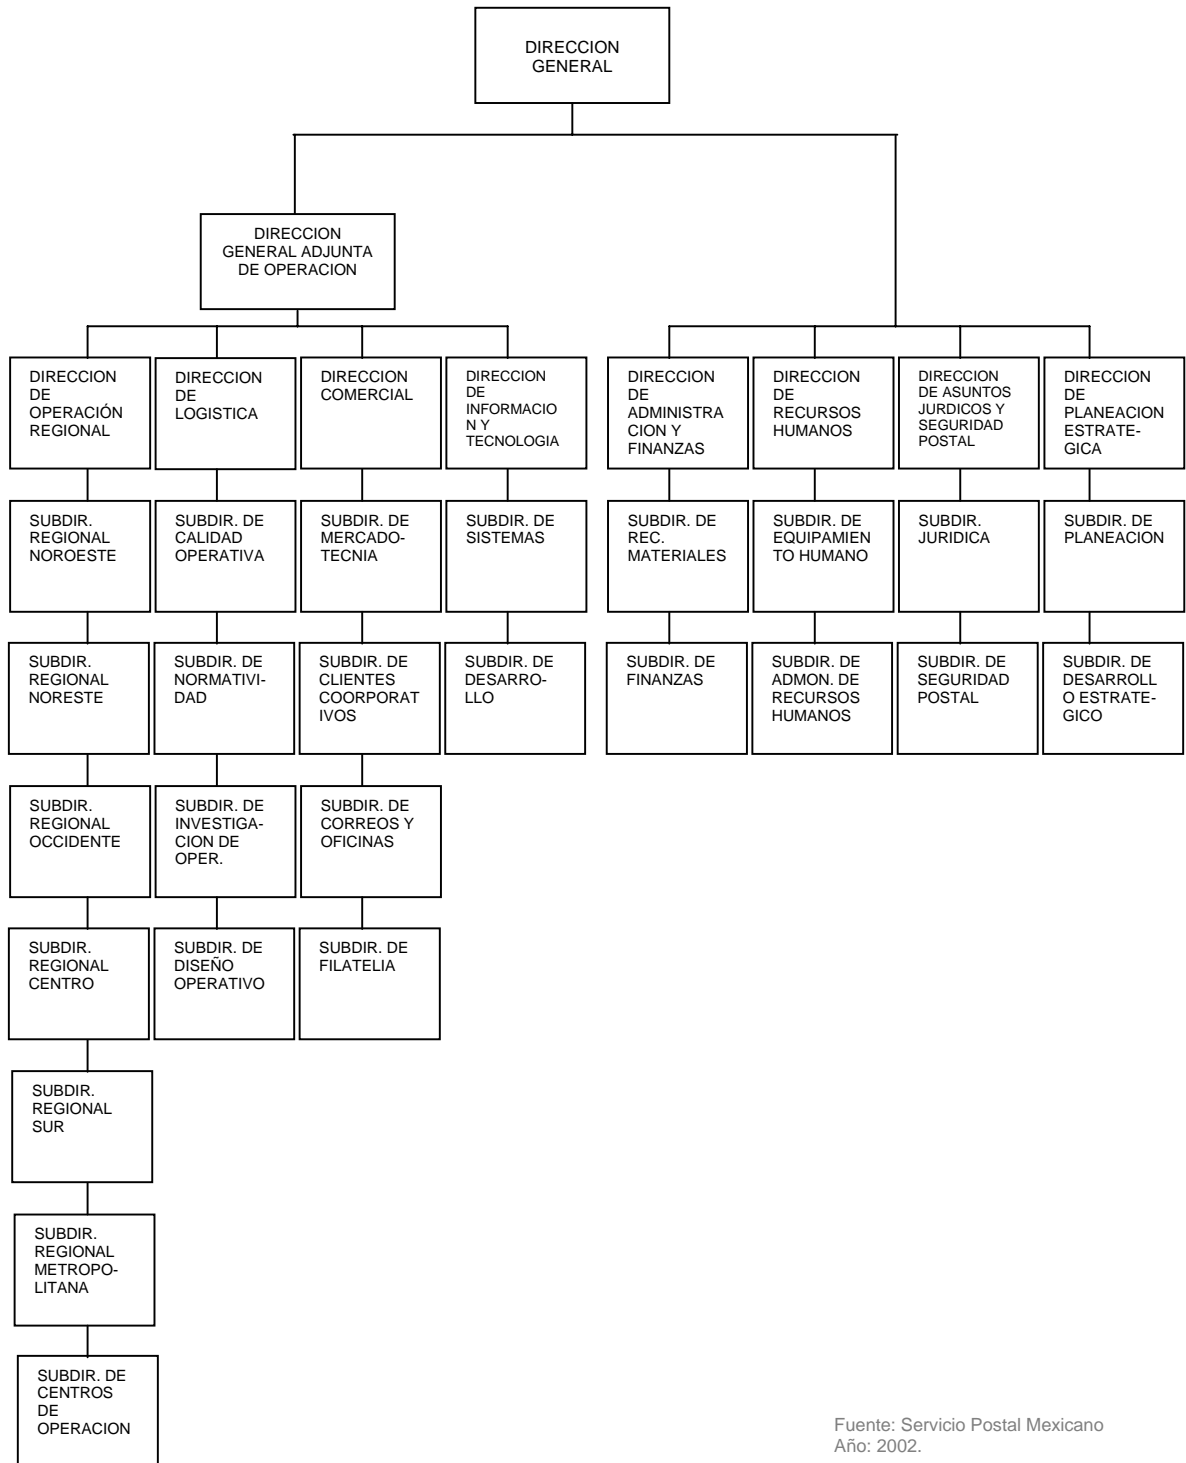 DIRECCION
GENERAL
DIRECCION
GENERAL ADJUNTA
DE OPERACION
DIRECCION
DE
OPERACIÓN
REGIONAL
DIRECCION
DE
LOGISTICA
DIRECCION
COMERCIAL
DIRECCION
DE
INFORMACIO
N Y
TECNOLOGIA
DIRECCION
DE
ADMINISTRA
CION Y
FINANZAS
DIRECCION
DE
RECURSOS
HUMANOS
DIRECCION
DE ASUNTOS
JURDICOS Y
SEGURIDAD
POSTAL
DIRECCION
DE
PLANEACION
ESTRATE-
GICA
SUBDIR.
REGIONAL
NOROESTE
SUBDIR. DE
CALIDAD
OPERATIVA
SUBDIR. DE
MERCADO-
TECNIA
SUBDIR. DE
SISTEMAS
SUBDIR. DE
REC.
MATERIALES
SUBDIR. DE
EQUIPAMIEN
TO HUMANO
SUBDIR.
JURIDICA
SUBDIR. DE
PLANEACION
SUBDIR.
REGIONAL
NORESTE
SUBDIR. DE
NORMATIVI-
DAD
SUBDIR. DE
CLIENTES
COORPORAT
IVOS
SUBDIR. DE
DESARRO-
LLO
SUBDIR. DE
FINANZAS
SUBDIR. DE
ADMON. DE
RECURSOS
HUMANOS
SUBDIR. DE
SEGURIDAD
POSTAL
SUBDIR. DE
DESARROLL
O ESTRATE-
GICO
SUBDIR.
REGIONAL
OCCIDENTE
SUBDIR. DE
INVESTIGA-
CION DE
OPER.
SUBDIR. DE
CORREOS Y
OFICINAS
SUBDIR.
REGIONAL
CENTRO
SUBDIR. DE
DISEÑO
OPERATIVO
SUBDIR. DE
FILATELIA
SUBDIR.
REGIONAL
SUR
SUBDIR.
REGIONAL
METROPO-
LITANA
SUBDIR. DE
CENTROS
DE
OPERACION
Fuente: Servicio Postal Mexicano
Año: 2002.